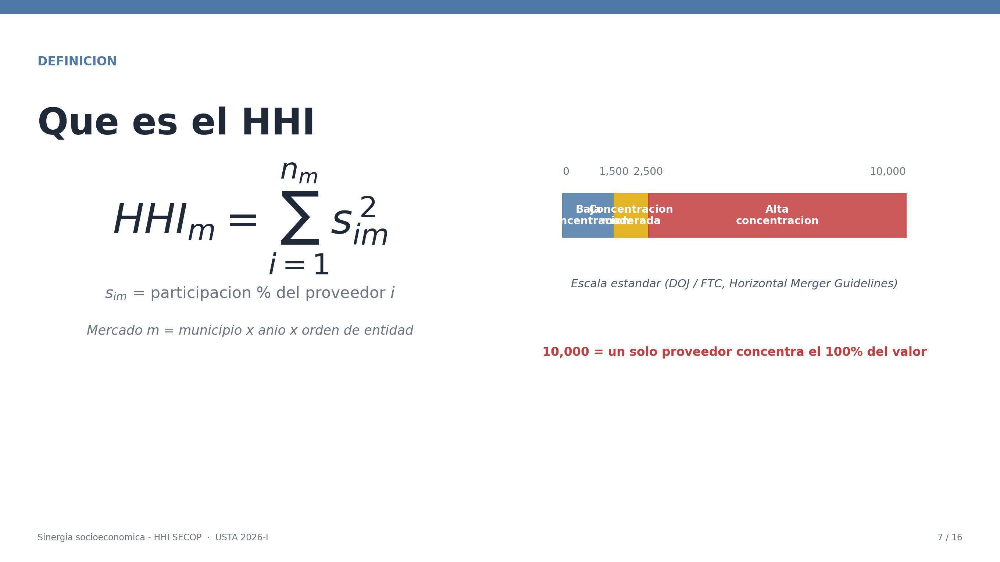 DEFINICION
Que es el HHI
HHI_m = \sum_{i=1}^{n_m} s_{im}^2
s_{im} = participacion % del proveedor i
Mercado m = municipio x anio x orden de entidad
0 1,500 2,500 10,000
Baja
Concentracion
moderada
Alta
concentracion
Escala estandar (DOJ / FTC, Horizontal Merger Guidelines)
10,000 = un solo proveedor concentra el 100% del valor
Sinergia socioeconomica - HHI SECOP · USTA 2026-I
7 / 16